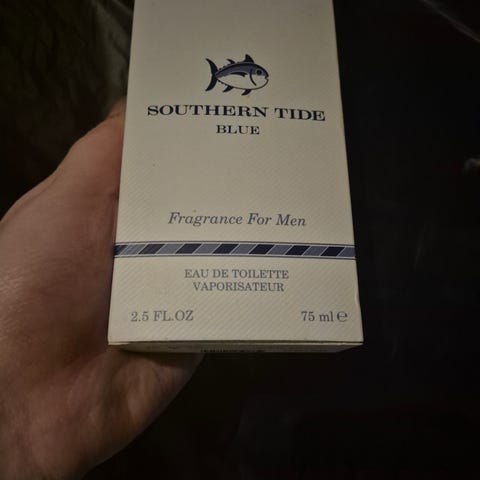 SOUTHERN TIDE
BLUE
Fragrance For Men
EAU DE TOILETTE
VAPORISATEUR
2.5 FL.OZ
75 ml ℮